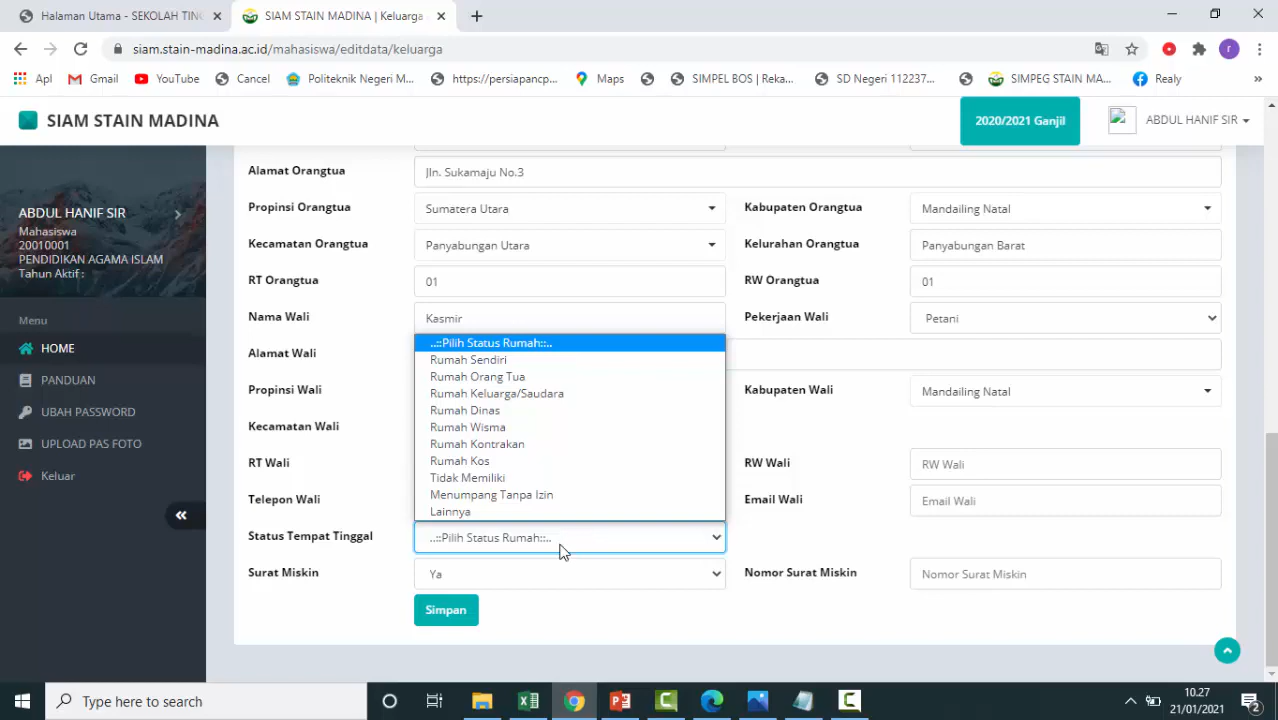 Halaman Utama - SEKOLAH TING
SIAM STAIN MADINA | Keluarga
siam.stain-madina.ac.id/mahasiswa/editdata/keluarga
Apl
Gmail
YouTube
Cancel
Politeknik Negeri M...
https://persiapancp...
Maps
SIMPEL BOS | Reka...
SD Negeri 112237...
SIMPEG STAIN MA...
Realy
»
SIAM STAIN MADINA
2020/2021 Ganjil
ABDUL HANIF SIR
ABDUL HANIF SIR
Mahasiswa
20010001
PENDIDIKAN AGAMA ISLAM
Tahun Aktif :
Menu
HOME
PANDUAN
UBAH PASSWORD
UPLOAD PAS FOTO
Keluar
Alamat Orangtua
Jln. Sukamaju No.3
Propinsi Orangtua
Sumatera Utara
Kabupaten Orangtua
Mandailing Natal
Kecamatan Orangtua
Panyabungan Utara
Kelurahan Orangtua
Panyabungan Barat
RT Orangtua
01
RW Orangtua
01
Nama Wali
Kasmir
Pekerjaan Wali
Petani
Alamat Wali
Propinsi Wali
Kabupaten Wali
Mandailing Natal
Kecamatan Wali
RT Wali
RW Wali
RW Wali
Telepon Wali
Email Wali
Email Wali
..::Pilih Status Rumah::..
Rumah Sendiri
Rumah Orang Tua
Rumah Keluarga/Saudara
Rumah Dinas
Rumah Wisma
Rumah Kontrakan
Rumah Kos
Tidak Memiliki
Menumpang Tanpa Izin
Lainnya
Status Tempat Tinggal
..::Pilih Status Rumah::..
Surat Miskin
Ya
Nomor Surat Miskin
Nomor Surat Miskin
Simpan
Type here to search
10.27
21/01/2021
2